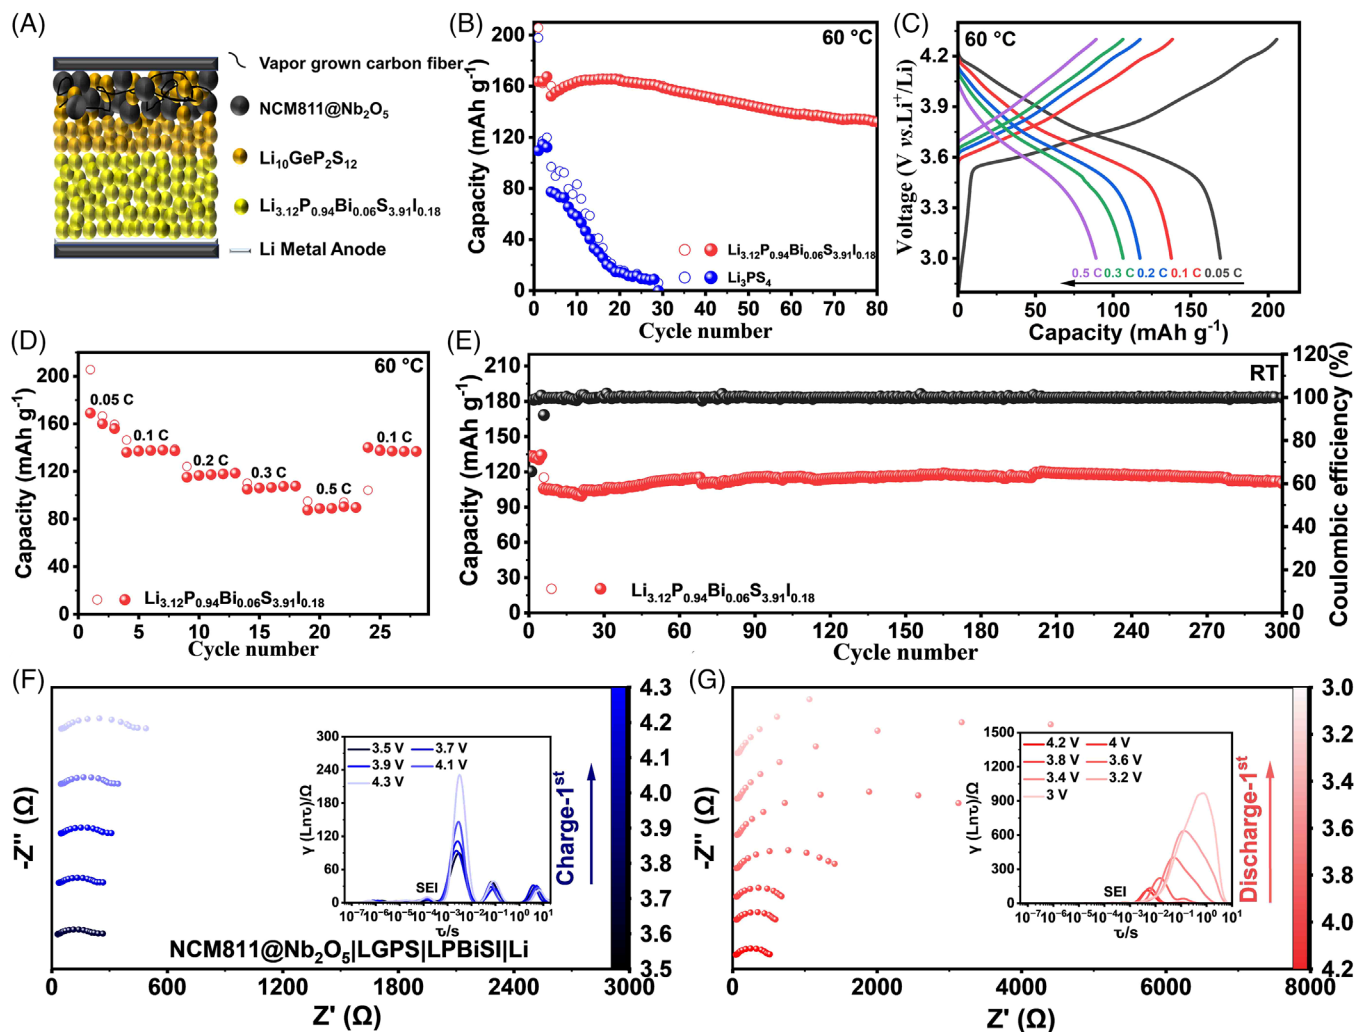 (A)
Vapor grown carbon fiber
NCM811@Nb₂O₅
Li₁₀GeP₂S₁₂
Li₃.₁₂P₀.₉₄Bi₀.₀₆S₃.₉₁I₀.₁₈
Li Metal Anode
(B)
60 °C
Capacity (mAh g⁻¹)
200
160
120
80
40
0
Li₃.₁₂P₀.₉₄Bi₀.₀₆S₃.₉₁I₀.₁₈
Li₃PS₄
0 10 20 30 40 50 60 70 80
Cycle number
(C)
60 °C
Voltage (V vs.Li⁺/Li)
4.2
3.9
3.6
3.3
3.0
0.5 C 0.3 C 0.2 C 0.1 C 0.05 C
0 50 100 150 200
Capacity (mAh g⁻¹)
(D)
60 °C
Capacity (mAh g⁻¹)
200
160
120
80
40
0
0.05 C
0.1 C
0.2 C
0.3 C
0.5 C
0.1 C
Li₃.₁₂P₀.₉₄Bi₀.₀₆S₃.₉₁I₀.₁₈
0 5 10 15 20 25
Cycle number
(E)
RT
Capacity (mAh g⁻¹)
210
180
150
120
90
60
30
0
Coulombic efficiency (%)
120
100
80
60
40
20
0
Li₃.₁₂P₀.₉₄Bi₀.₀₆S₃.₉₁I₀.₁₈
0 30 60 90 120 150 180 210 240 270 300
Cycle number
(F)
-Z'' (Ω)
300
240
180
120
60
0
γ (Lnτ)/Ω
3.5 V 3.7 V
3.9 V 4.1 V
4.3 V
SEI
10⁻⁷ 10⁻⁶ 10⁻⁵ 10⁻⁴ 10⁻³ 10⁻² 10⁻¹ 10⁰ 10¹
τ/s
Charge-1ˢᵗ
4.3
4.2
4.1
4.0
3.9
3.8
3.7
3.6
3.5
NCM811@Nb₂O₅|LGPS|LPBiSI|Li
0 600 1200 1800 2400 3000
Z' (Ω)
(G)
-Z'' (Ω)
1500
1200
900
600
300
0
γ (Lnτ)/Ω
4.2 V 4 V
3.8 V 3.6 V
3.4 V 3.2 V
3 V
SEI
10⁻⁷ 10⁻⁶ 10⁻⁵ 10⁻⁴ 10⁻³ 10⁻² 10⁻¹ 10⁰ 10¹
τ/s
Discharge-1ˢᵗ
3.0
3.2
3.4
3.6
3.8
4.0
4.2
0 2000 4000 6000 8000
Z' (Ω)